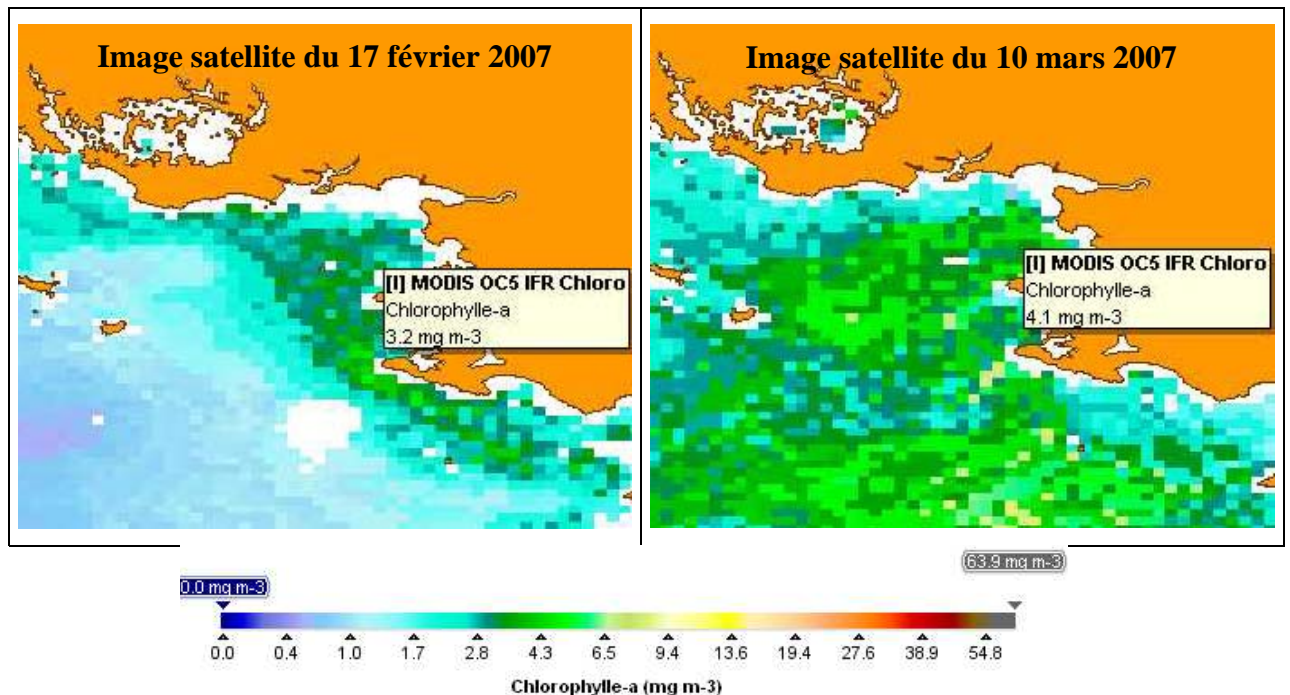 Image satellite du 17 février 2007
[I] MODIS OC5 IFR Chloro
Chlorophylle-a
3.2 mg m-3
Image satellite du 10 mars 2007
[I] MODIS OC5 IFR Chloro
Chlorophylle-a
4.1 mg m-3
0.0 mg m-3
63.9 mg m-3
0.0 0.4 1.0 1.7 2.8 4.3 6.5 9.4 13.6 19.4 27.6 38.9 54.8
Chlorophylle-a (mg m-3)